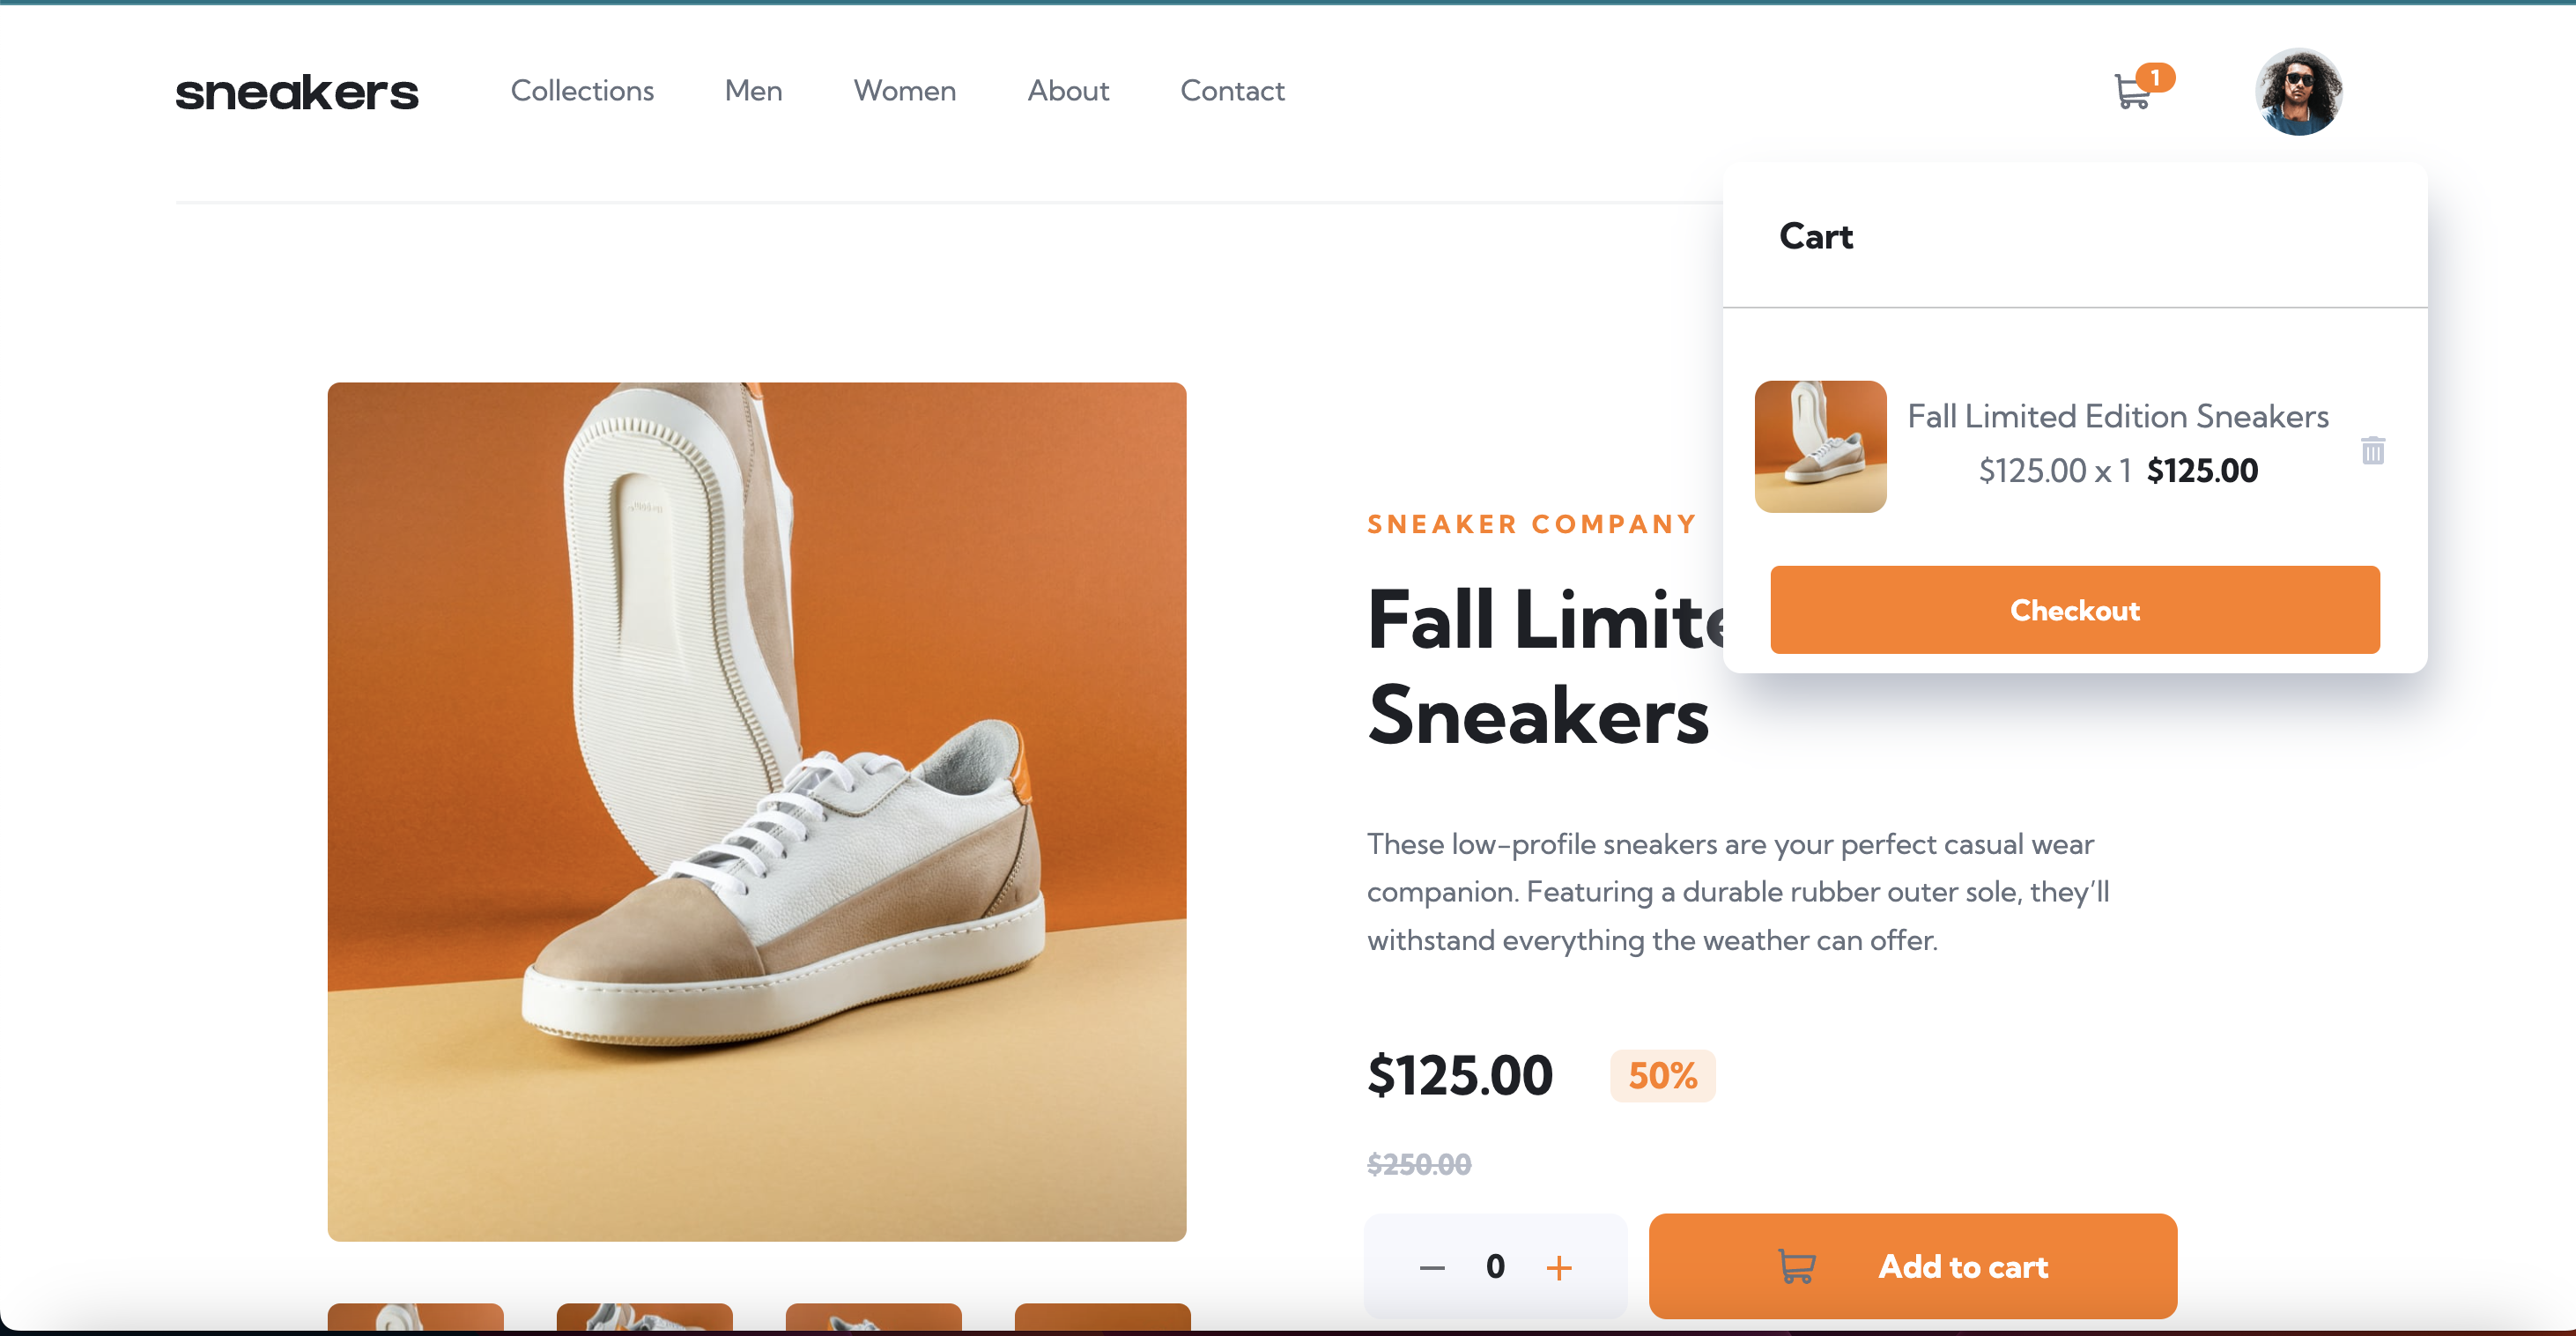 sneakers
Collections
Men
Women
About
Contact
1
Cart
Fall Limited Edition Sneakers
$125.00 x 1 $125.00
Checkout
SNEAKER COMPANY
Fall Limite
Sneakers
These low-profile sneakers are your perfect casual wear
companion. Featuring a durable rubber outer sole, they’ll
withstand everything the weather can offer.
$125.00
50%
$250.00
0
Add to cart